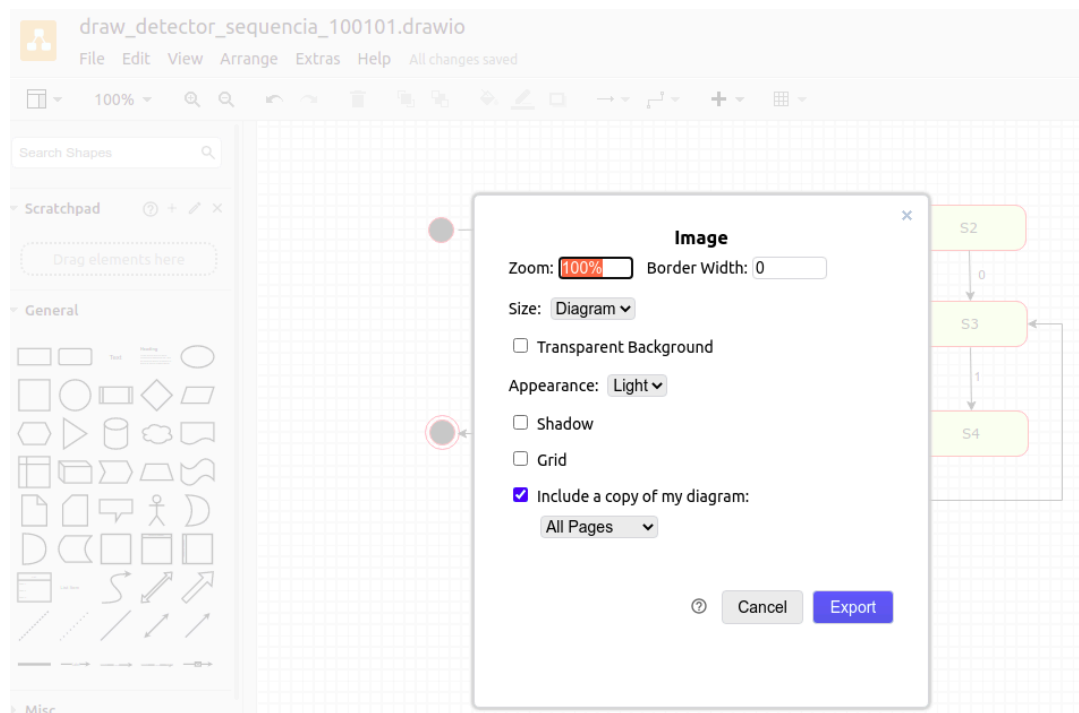 draw_detector_sequencia_100101.drawio
File Edit View Arrange Extras Help All changes saved
100%
Search Shapes
Scratchpad
Drag elements here
General
Text
Heading
Misc
Image
Zoom: 100% Border Width: 0
Size: Diagram
Transparent Background
Appearance: Light
Shadow
Grid
Include a copy of my diagram:
All Pages
Cancel Export
S2
0
S3
1
S4